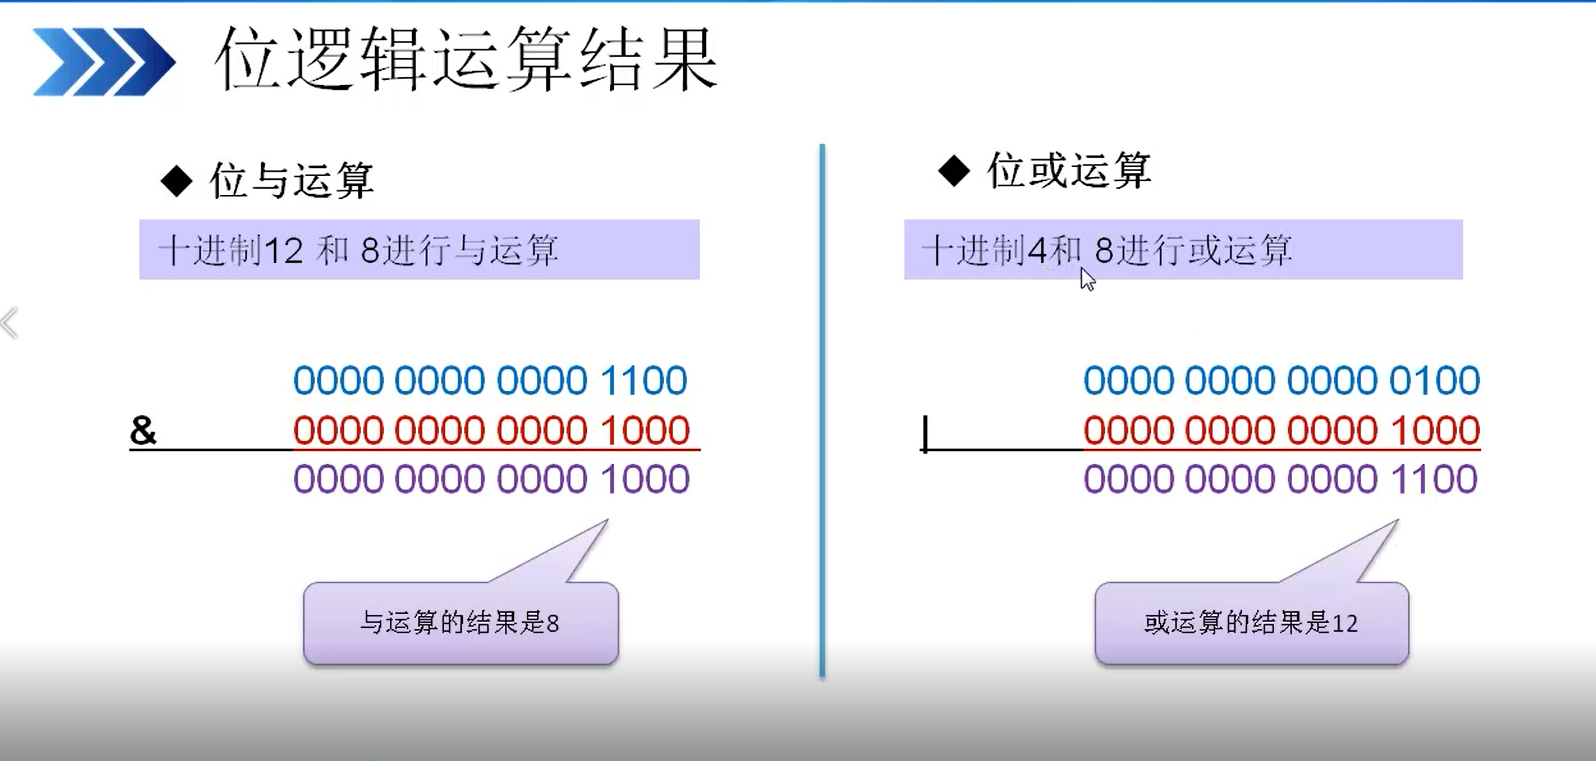 位逻辑运算结果
◆ 位与运算
十进制12 和 8进行与运算
0000 0000 0000 1100
& 0000 0000 0000 1000
0000 0000 0000 1000
与运算的结果是8
◆ 位或运算
十进制4和 8进行或运算
0000 0000 0000 0100
| 0000 0000 0000 1000
0000 0000 0000 1100
或运算的结果是12